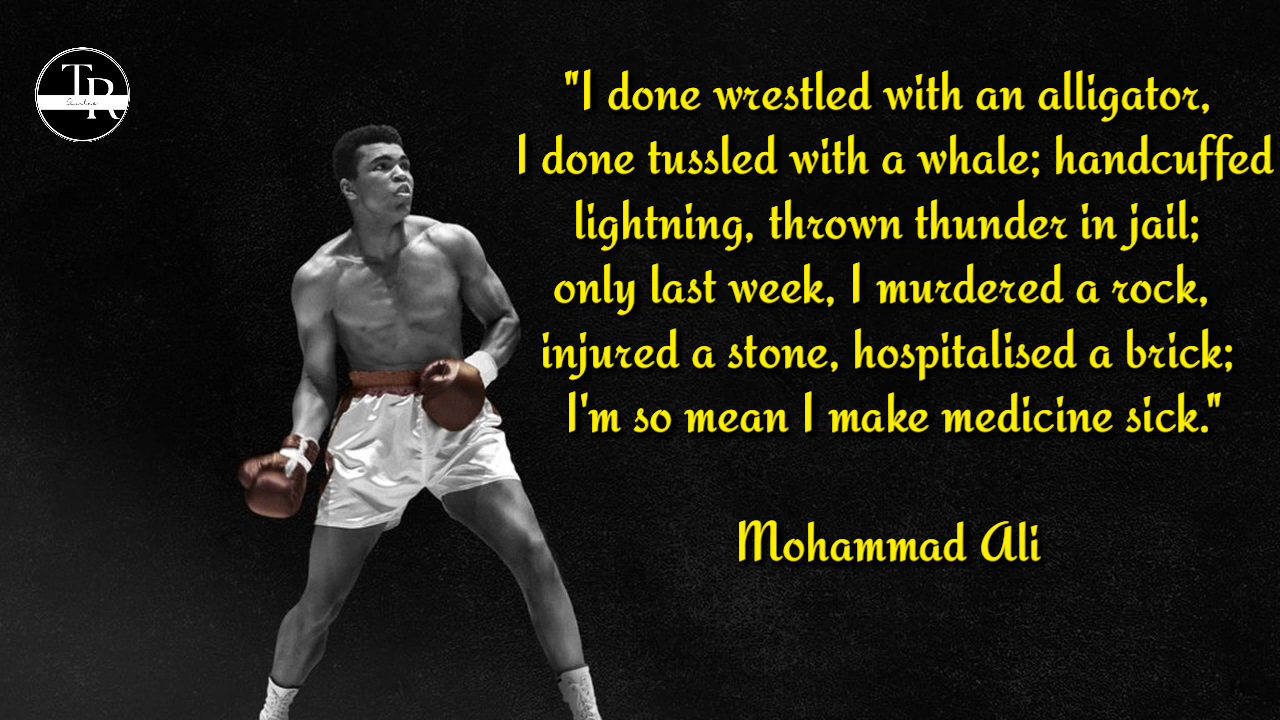 TR
"I done wrestled with an alligator,
I done tussled with a whale; handcuffed
lightning, thrown thunder in jail;
only last week, I murdered a rock,
injured a stone, hospitalised a brick;
I'm so mean I make medicine sick."
Mohammad Ali